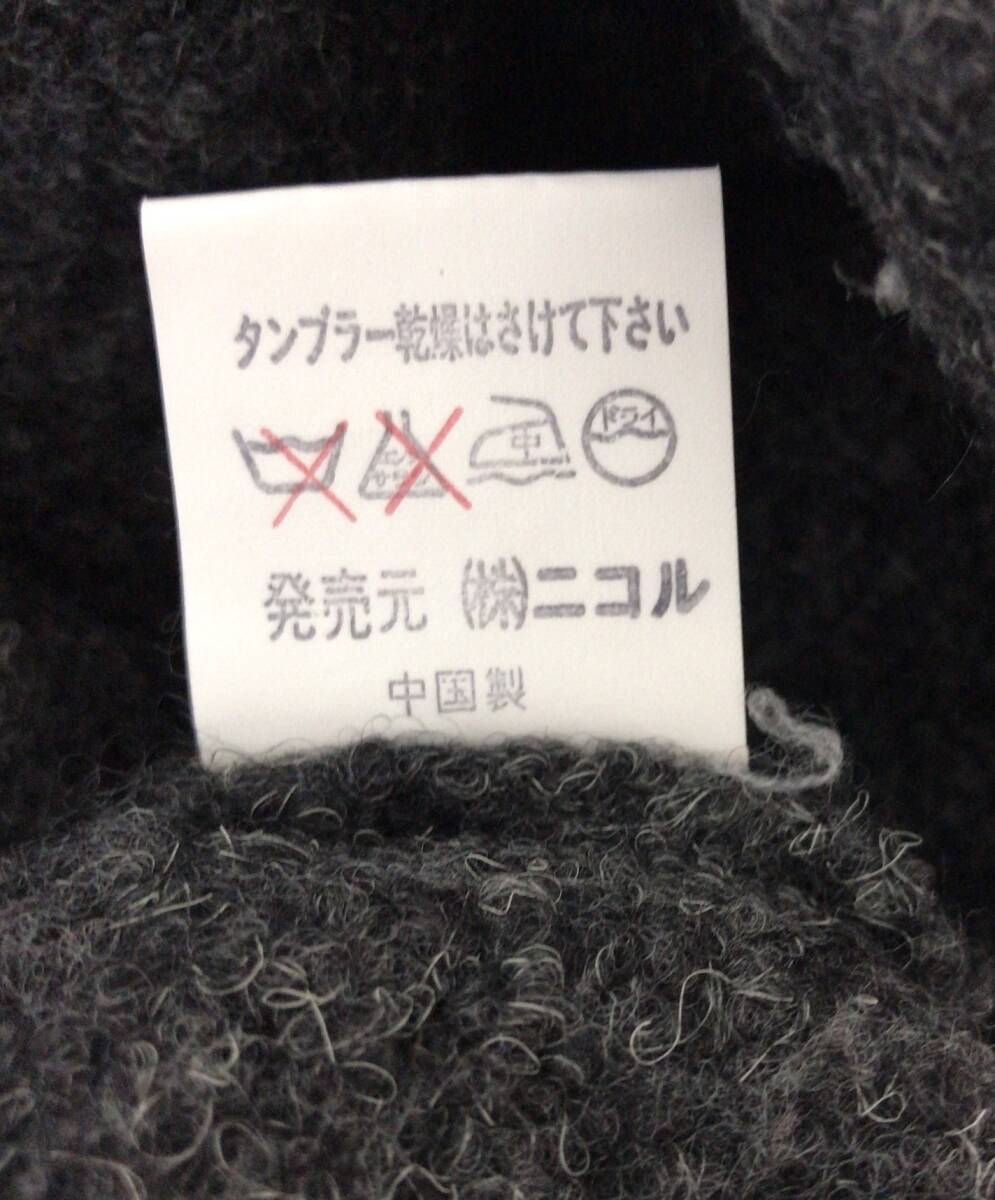 タンブラー乾燥はさけて下さい
中 ドライ
発売元 ㈱ニコル
中国製